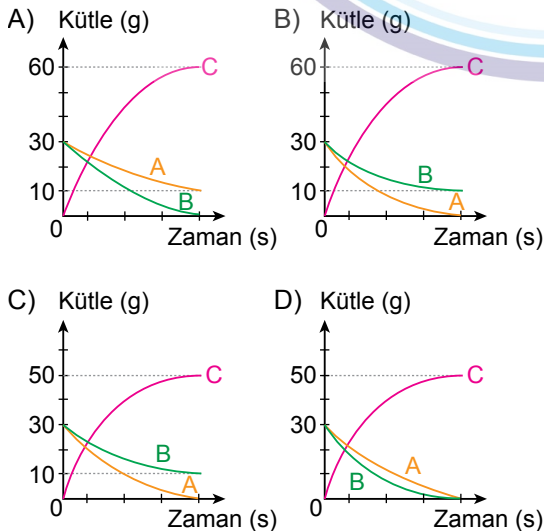 A) Kütle (g)
60
C
30
A
10
B
0
Zaman (s)
B) Kütle (g)
60
C
30
B
10
A
0
Zaman (s)
C) Kütle (g)
50
C
30
B
10
A
0
Zaman (s)
D) Kütle (g)
50
C
30
A
10
B
0
Zaman (s)